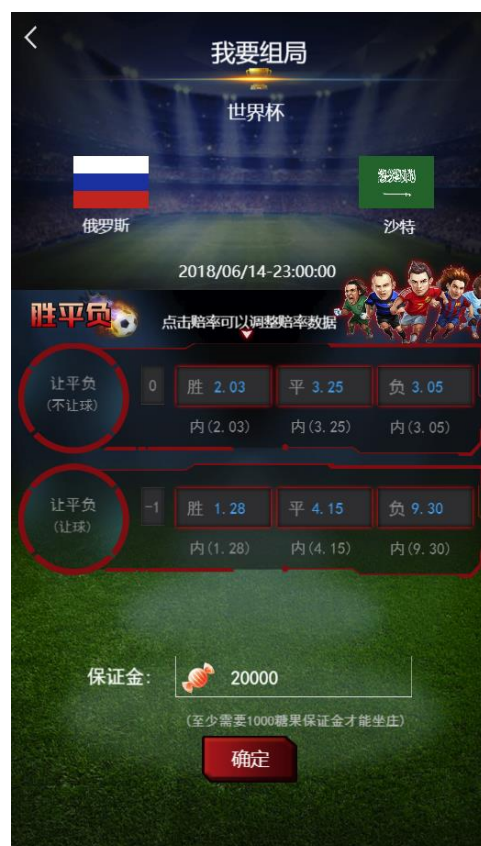 我要组局
世界杯
俄罗斯 沙特
2018/06/14-23:00:00
胜平负 点击赔率可以调整赔率数据
让平负
(不让球)
0 胜 2.03 平 3.25 负 3.05
内(2.03) 内(3.25) 内(3.05)
让平负
(让球)
-1 胜 1.28 平 4.15 负 9.30
内(1.28) 内(4.15) 内(9.30)
保证金: 20000
(至少需要1000糖果保证金才能坐庄)
确定